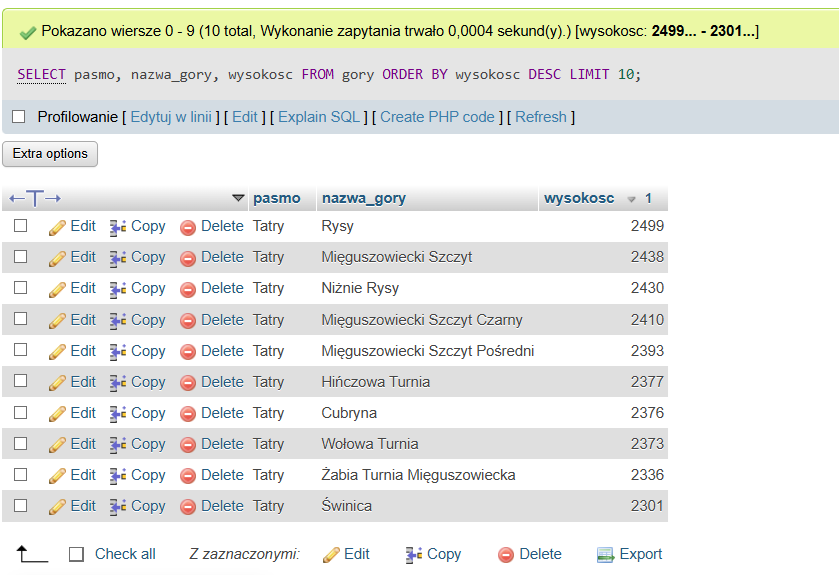 Pokazano wiersze 0 - 9 (10 total, Wykonanie zapytania trwało 0,0004 sekund(y).) [wysokosc: 2499... - 2301...]
SELECT pasmo, nazwa_gory, wysokosc FROM gory ORDER BY wysokosc DESC LIMIT 10;
Profilowanie [ Edytuj w linii ] [ Edit ] [ Explain SQL ] [ Create PHP code ] [ Refresh ]
Extra options
←T→ pasmo nazwa_gory wysokosc 1
Edit Copy Delete Tatry Rysy 2499
Edit Copy Delete Tatry Mięguszowiecki Szczyt 2438
Edit Copy Delete Tatry Niżnie Rysy 2430
Edit Copy Delete Tatry Mięguszowiecki Szczyt Czarny 2410
Edit Copy Delete Tatry Mięguszowiecki Szczyt Pośredni 2393
Edit Copy Delete Tatry Hińczowa Turnia 2377
Edit Copy Delete Tatry Cubryna 2376
Edit Copy Delete Tatry Wołowa Turnia 2373
Edit Copy Delete Tatry Żabia Turnia Mięguszowiecka 2336
Edit Copy Delete Tatry Świnica 2301
Check all Z zaznaczonymi: Edit Copy Delete Export